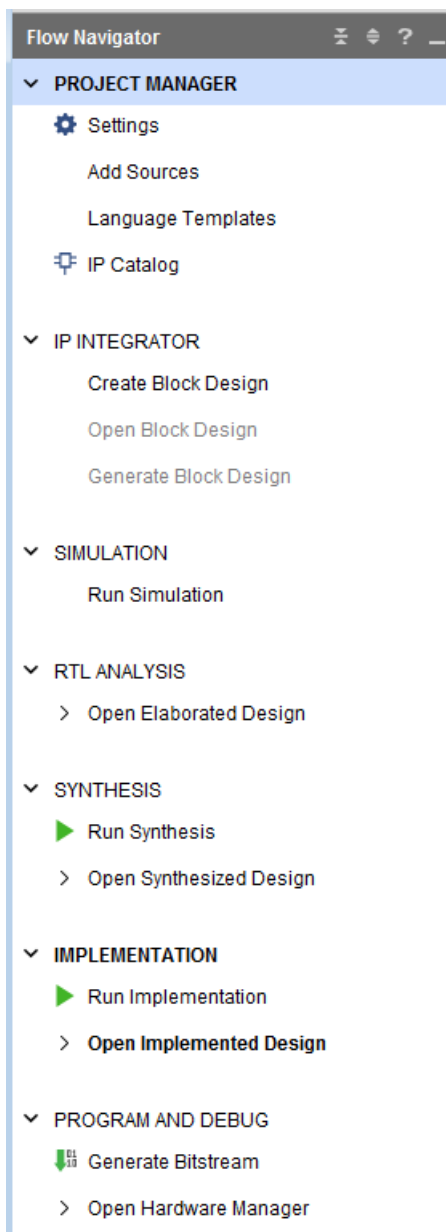 Flow Navigator ?
PROJECT MANAGER
Settings
Add Sources
Language Templates
IP Catalog
IP INTEGRATOR
Create Block Design
Open Block Design
Generate Block Design
SIMULATION
Run Simulation
RTL ANALYSIS
Open Elaborated Design
SYNTHESIS
Run Synthesis
Open Synthesized Design
IMPLEMENTATION
Run Implementation
Open Implemented Design
PROGRAM AND DEBUG
Generate Bitstream
Open Hardware Manager